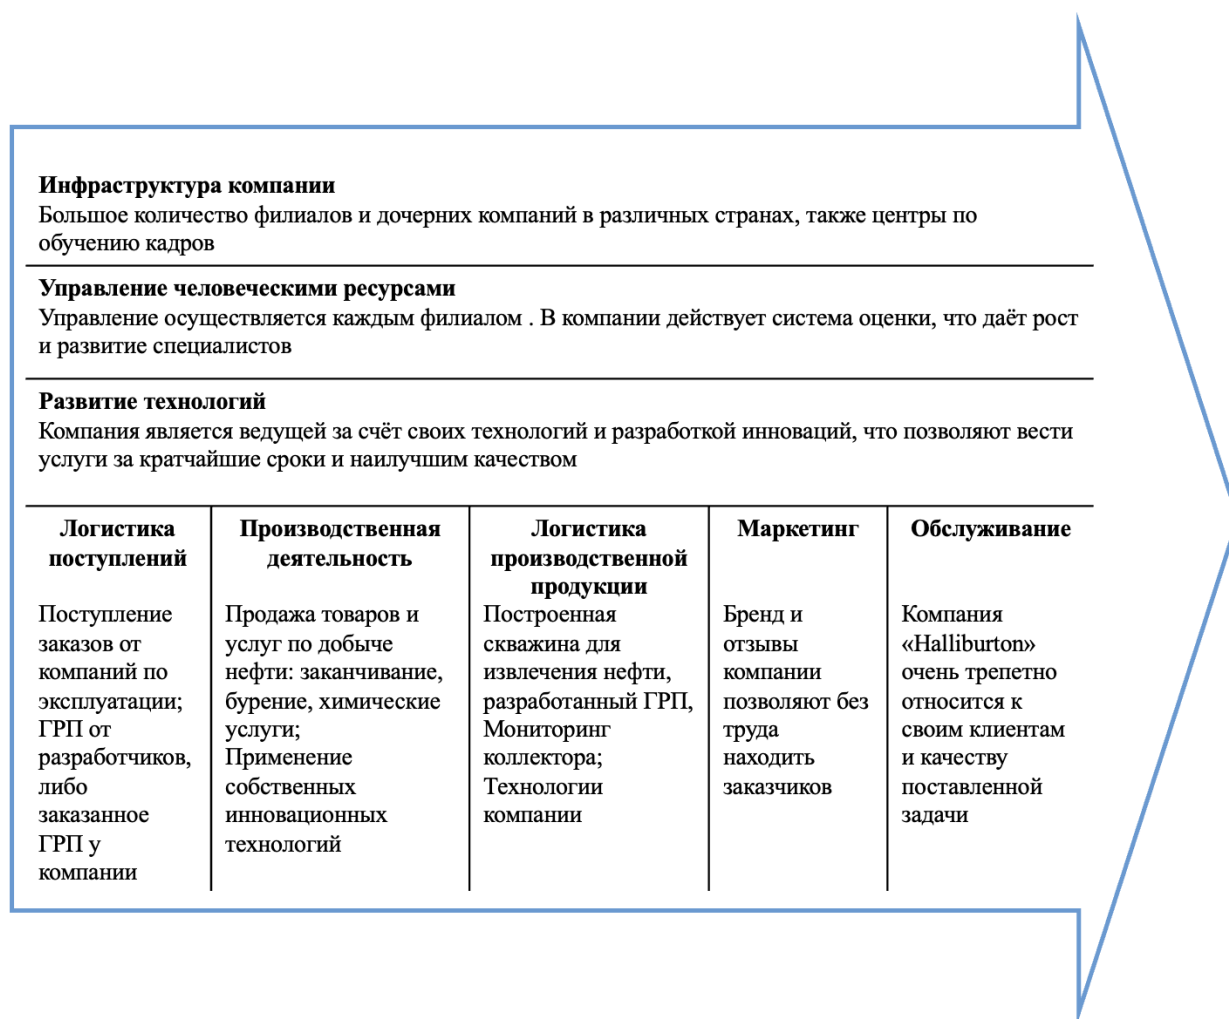 Инфраструктура компании
Большое количество филиалов и дочерних компаний в различных странах, также центры по
обучению кадров
Управление человеческими ресурсами
Управление осуществляется каждым филиалом . В компании действует система оценки, что даёт рост
и развитие специалистов
Развитие технологий
Компания является ведущей за счёт своих технологий и разработкой инноваций, что позволяют вести
услуги за кратчайшие сроки и наилучшим качеством
Логистика
поступлений
Поступление
заказов от
компаний по
эксплуатации;
ГРП от
разработчиков,
либо
заказанное
ГРП у
компании
Производственная
деятельность
Продажа товаров и
услуг по добыче
нефти: заканчивание,
бурение, химические
услуги;
Применение
собственных
инновационных
технологий
Логистика
производственной
продукции
Построенная
скважина для
извлечения нефти,
разработанный ГРП,
Мониторинг
коллектора;
Технологии
компании
Маркетинг
Бренд и
отзывы
компании
позволяют без
труда
находить
заказчиков
Обслуживание
Компания
«Halliburton»
очень трепетно
относится к
своим клиентам
и качеству
поставленной
задачи